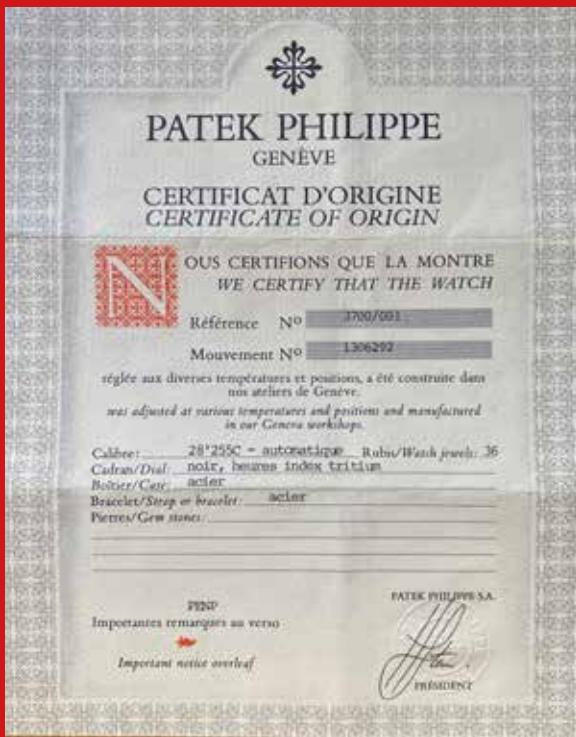 PATEK PHILIPPE
GENÈVE
CERTIFICAT D'ORIGINE
CERTIFICATE OF ORIGIN
NOUS CERTIFIONS QUE LA MONTRE
WE CERTIFY THAT THE WATCH
Référence Nº 3700/001
Mouvement Nº 1306292
réglée aux diverses températures et positions, a été construite dans
nos ateliers de Genève.
was adjusted at various temperatures and positions and manufactured
in our Geneva workshops.
Calibre: 28'255C - automatique Rubis/Watch jewels: 36
Cadran/Dial: noir, heures index tritium
Boîtier/Case: acier
Bracelet/Strap or bracelet: acier
Pierres/Gem stones:
PATEK PHILIPPE S.A.
Importantes remarques au verso
Important notice overleaf
PRÉSIDENT